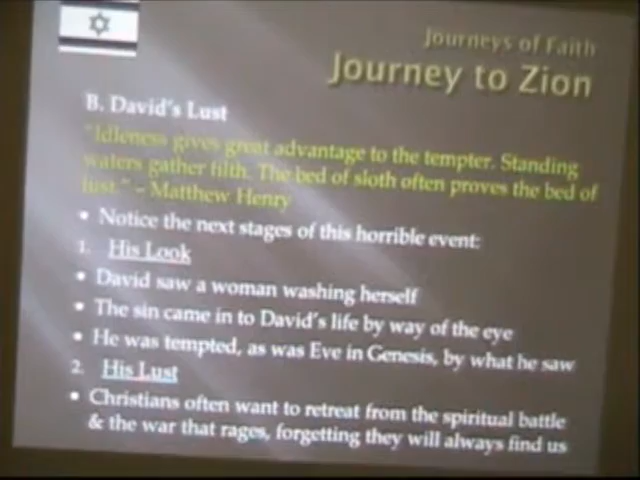 Journeys of Faith
Journey to Zion
B. David's Lust
"Idleness gives great advantage to the tempter. Standing
waters gather filth. The bed of sloth often proves the bed of
lust." – Matthew Henry
• Notice the next stages of this horrible event:
1. His Look
• David saw a woman washing herself
• The sin came in to David's life by way of the eye
• He was tempted, as was Eve in Genesis, by what he saw
2. His Lust
• Christians often want to retreat from the spiritual battle
& the war that rages, forgetting they will always find us